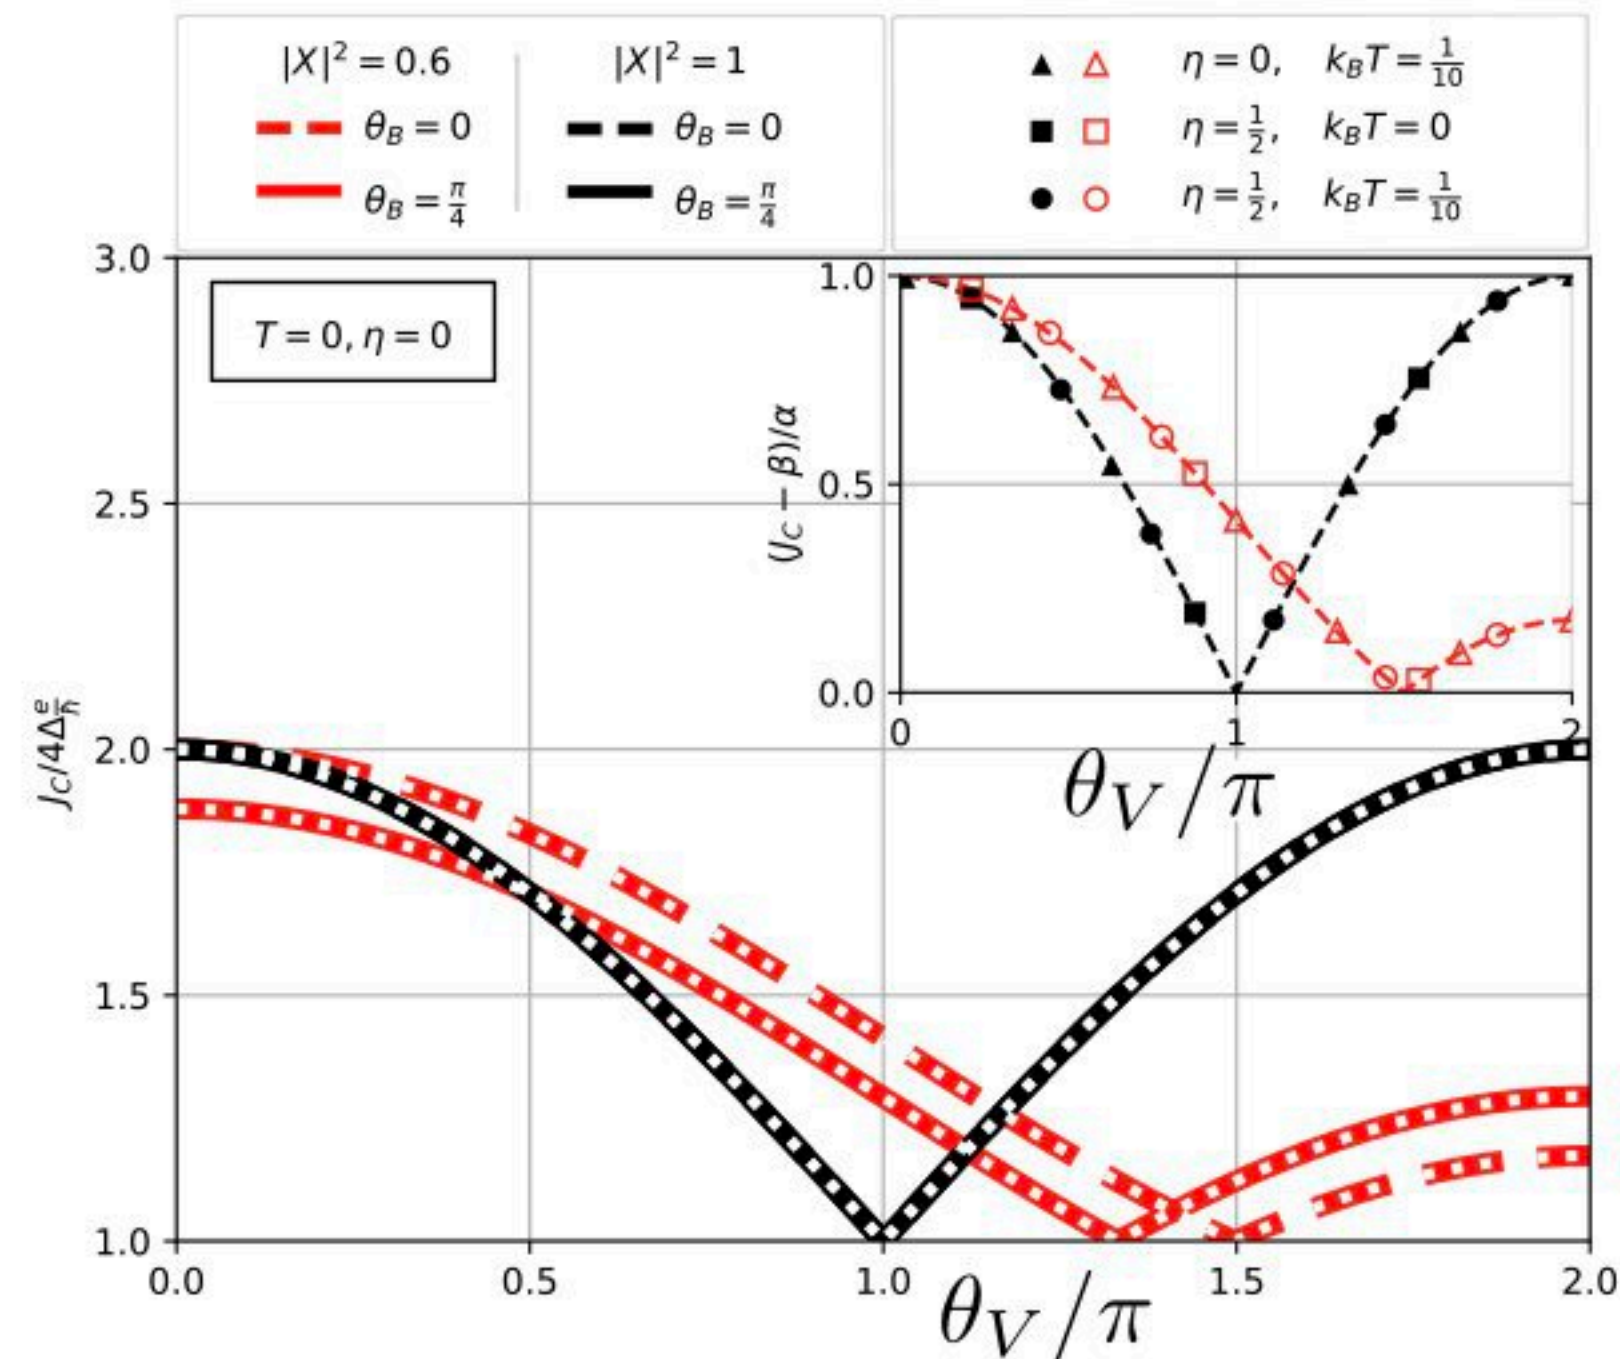 |X|² = 0.6 |X|² = 1
θ_B = 0 θ_B = 0
θ_B = π/4 θ_B = π/4
η = 0, k_BT = 1/10
η = 1/2, k_BT = 0
η = 1/2, k_BT = 1/10
T = 0, η = 0
3.0
2.5
2.0
1.5
1.0
J_C/4Δ e/ħ
0.0 0.5 1.0 1.5 2.0
θ_V/π
1.0
0.5
0.0
(J_C − β)/α
0 1 2
θ_V/π